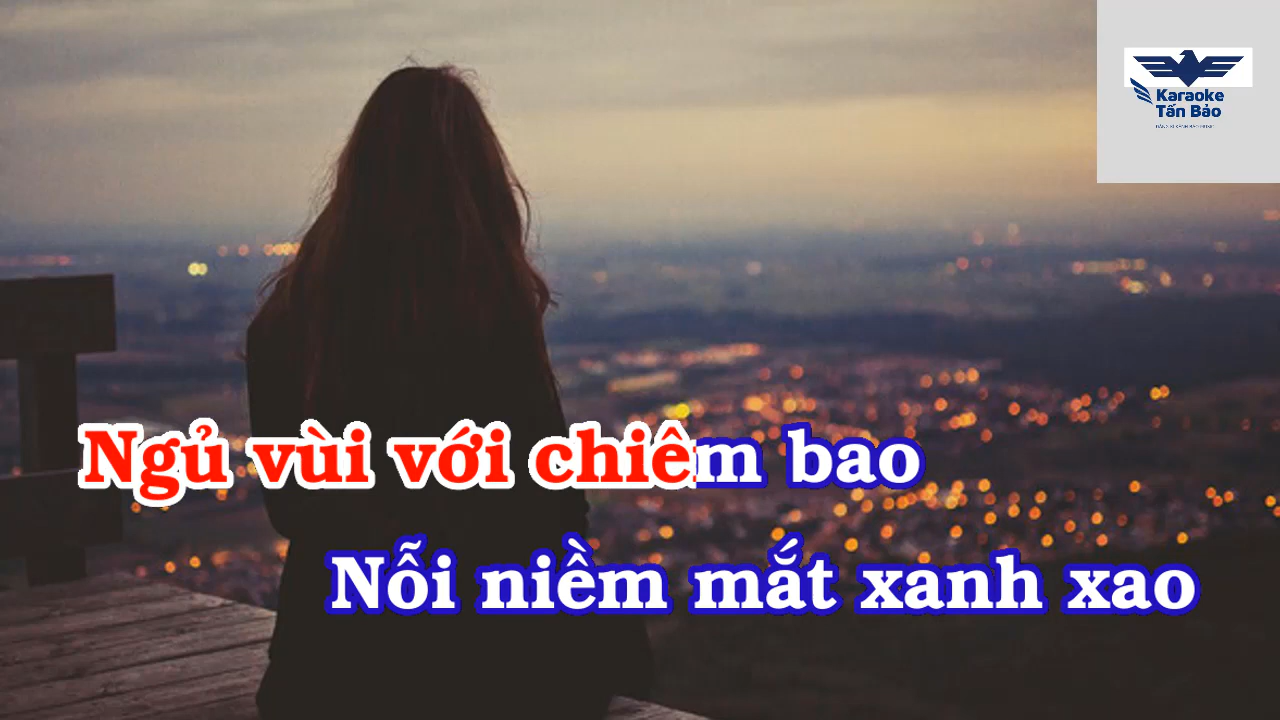 Karaoke
Tấn Bảo
Ngủ vùi với chiêm bao
Nỗi niềm mắt xanh xao